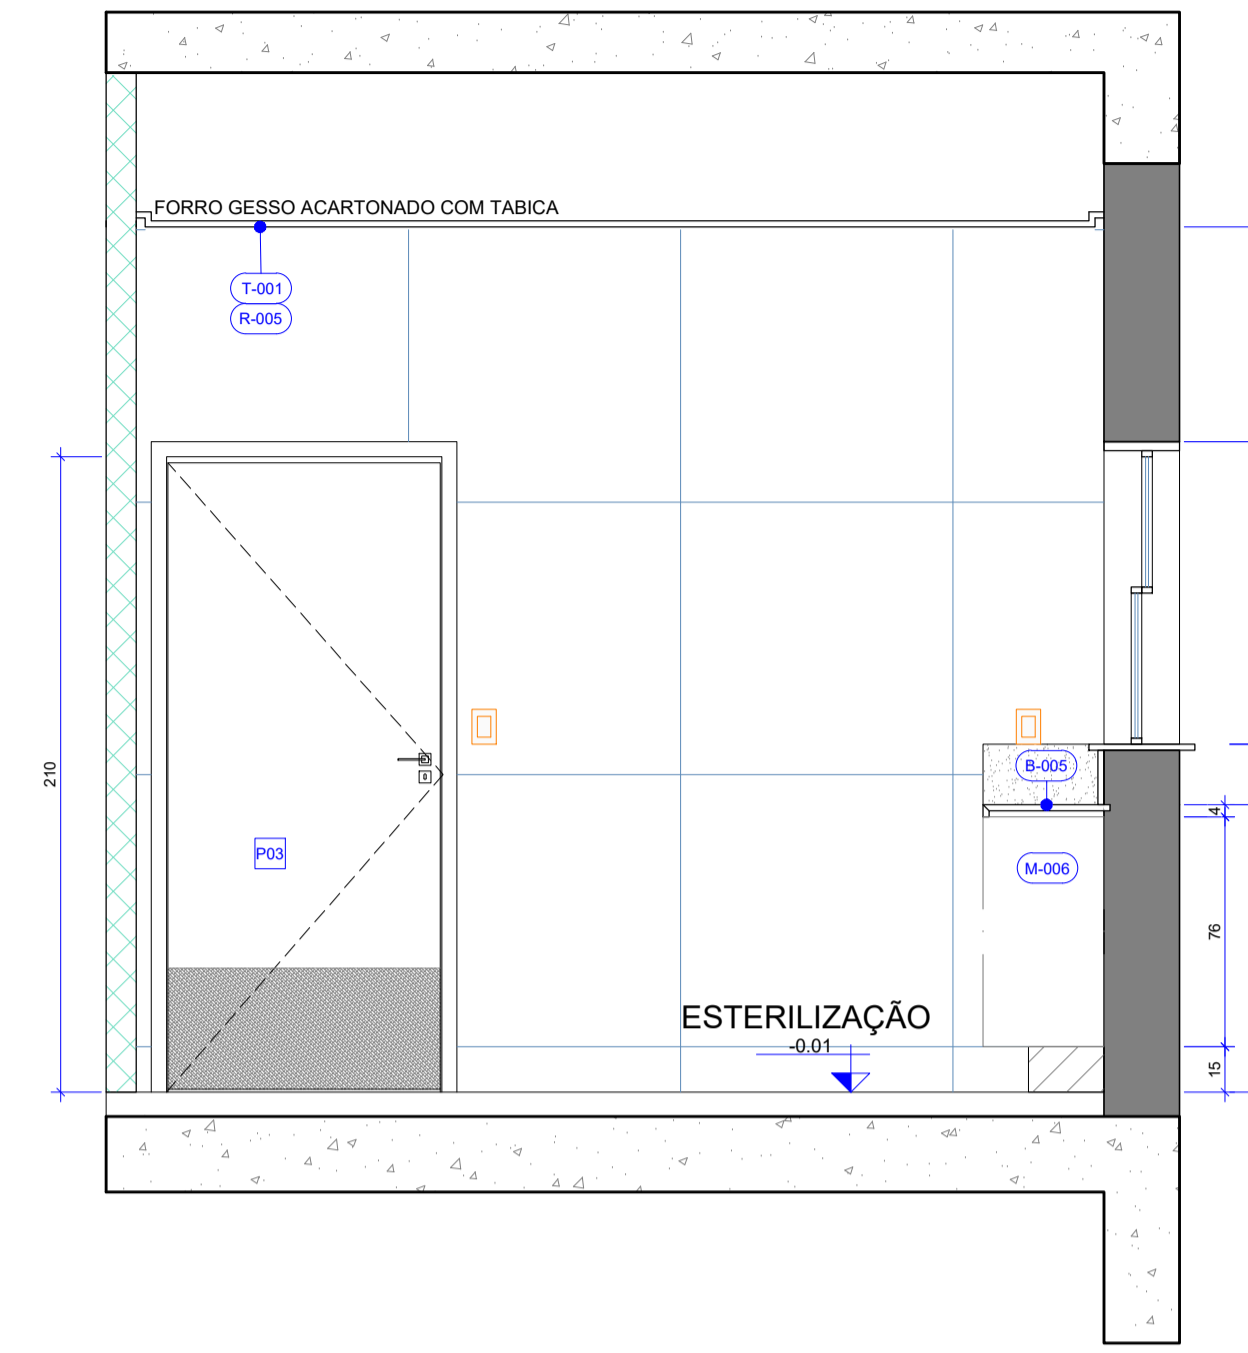 FORRO GESSO ACARTONADO COM TABICA
T-001
R-005
210
P03
B-005
4
M-006
76
ESTERILIZAÇÃO
-0.01
15